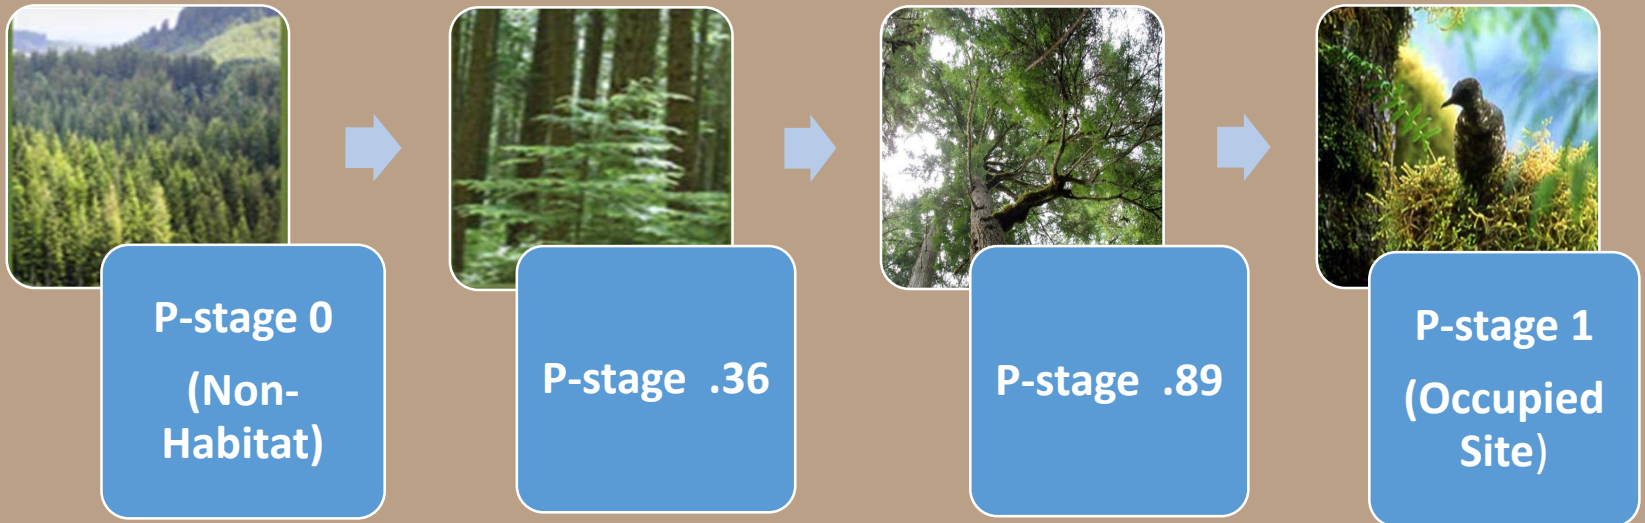 P-stage 0
(Non-
Habitat)
P-stage .36
P-stage .89
P-stage 1
(Occupied
Site)